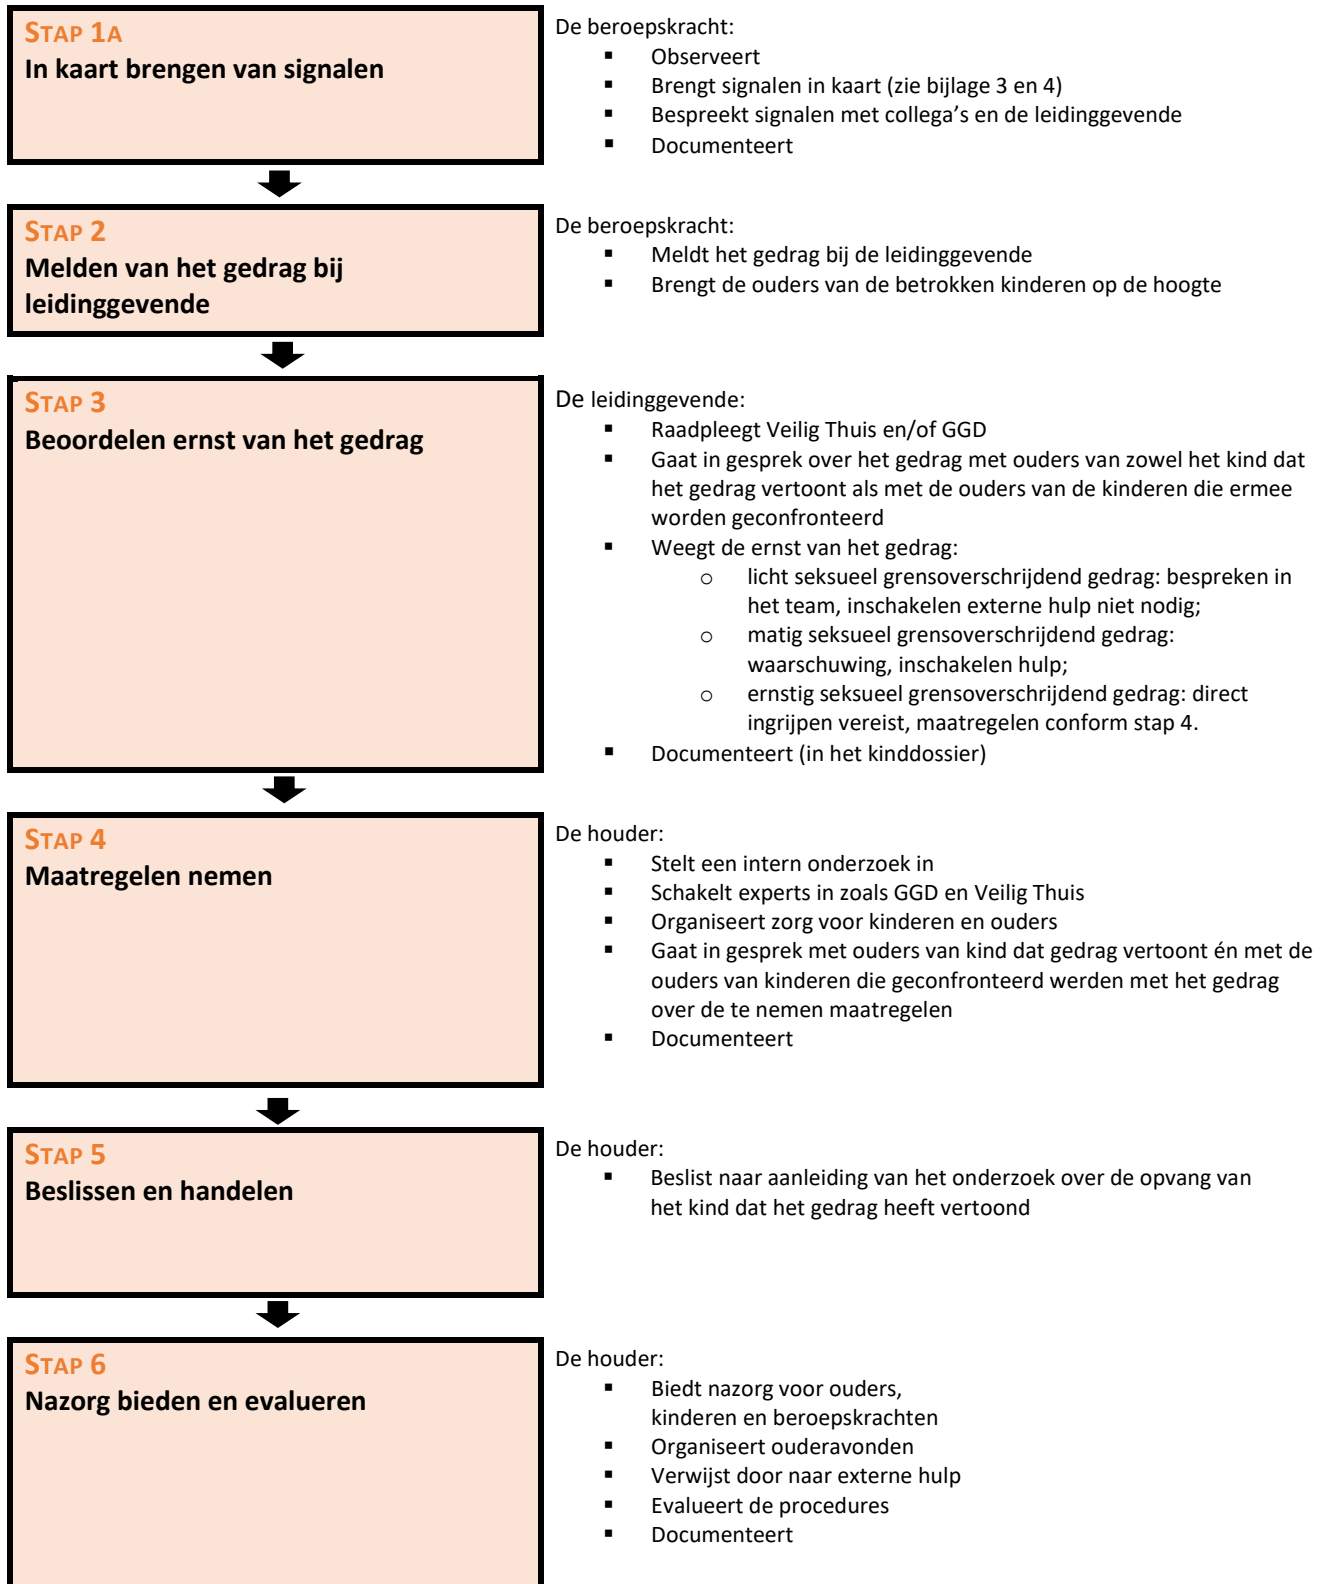 STAP 1A
In kaart brengen van signalen
De beroepskracht:
▪ Observeert
▪ Brengt signalen in kaart (zie bijlage 3 en 4)
▪ Bespreekt signalen met collega’s en de leidinggevende
▪ Documenteert
STAP 2
Melden van het gedrag bij
leidinggevende
De beroepskracht:
▪ Meldt het gedrag bij de leidinggevende
▪ Brengt de ouders van de betrokken kinderen op de hoogte
STAP 3
Beoordelen ernst van het gedrag
De leidinggevende:
▪ Raadpleegt Veilig Thuis en/of GGD
▪ Gaat in gesprek over het gedrag met ouders van zowel het kind dat
het gedrag vertoont als met de ouders van de kinderen die ermee
worden geconfronteerd
▪ Weegt de ernst van het gedrag:
o licht seksueel grensoverschrijdend gedrag: bespreken in
het team, inschakelen externe hulp niet nodig;
o matig seksueel grensoverschrijdend gedrag:
waarschuwing, inschakelen hulp;
o ernstig seksueel grensoverschrijdend gedrag: direct
ingrijpen vereist, maatregelen conform stap 4.
▪ Documenteert (in het kinddossier)
STAP 4
Maatregelen nemen
De houder:
▪ Stelt een intern onderzoek in
▪ Schakelt experts in zoals GGD en Veilig Thuis
▪ Organiseert zorg voor kinderen en ouders
▪ Gaat in gesprek met ouders van kind dat gedrag vertoont én met de
ouders van kinderen die geconfronteerd werden met het gedrag
over de te nemen maatregelen
▪ Documenteert
STAP 5
Beslissen en handelen
De houder:
▪ Beslist naar aanleiding van het onderzoek over de opvang van
het kind dat het gedrag heeft vertoond
STAP 6
Nazorg bieden en evalueren
De houder:
▪ Biedt nazorg voor ouders,
kinderen en beroepskrachten
▪ Organiseert ouderavonden
▪ Verwijst door naar externe hulp
▪ Evalueert de procedures
▪ Documenteert